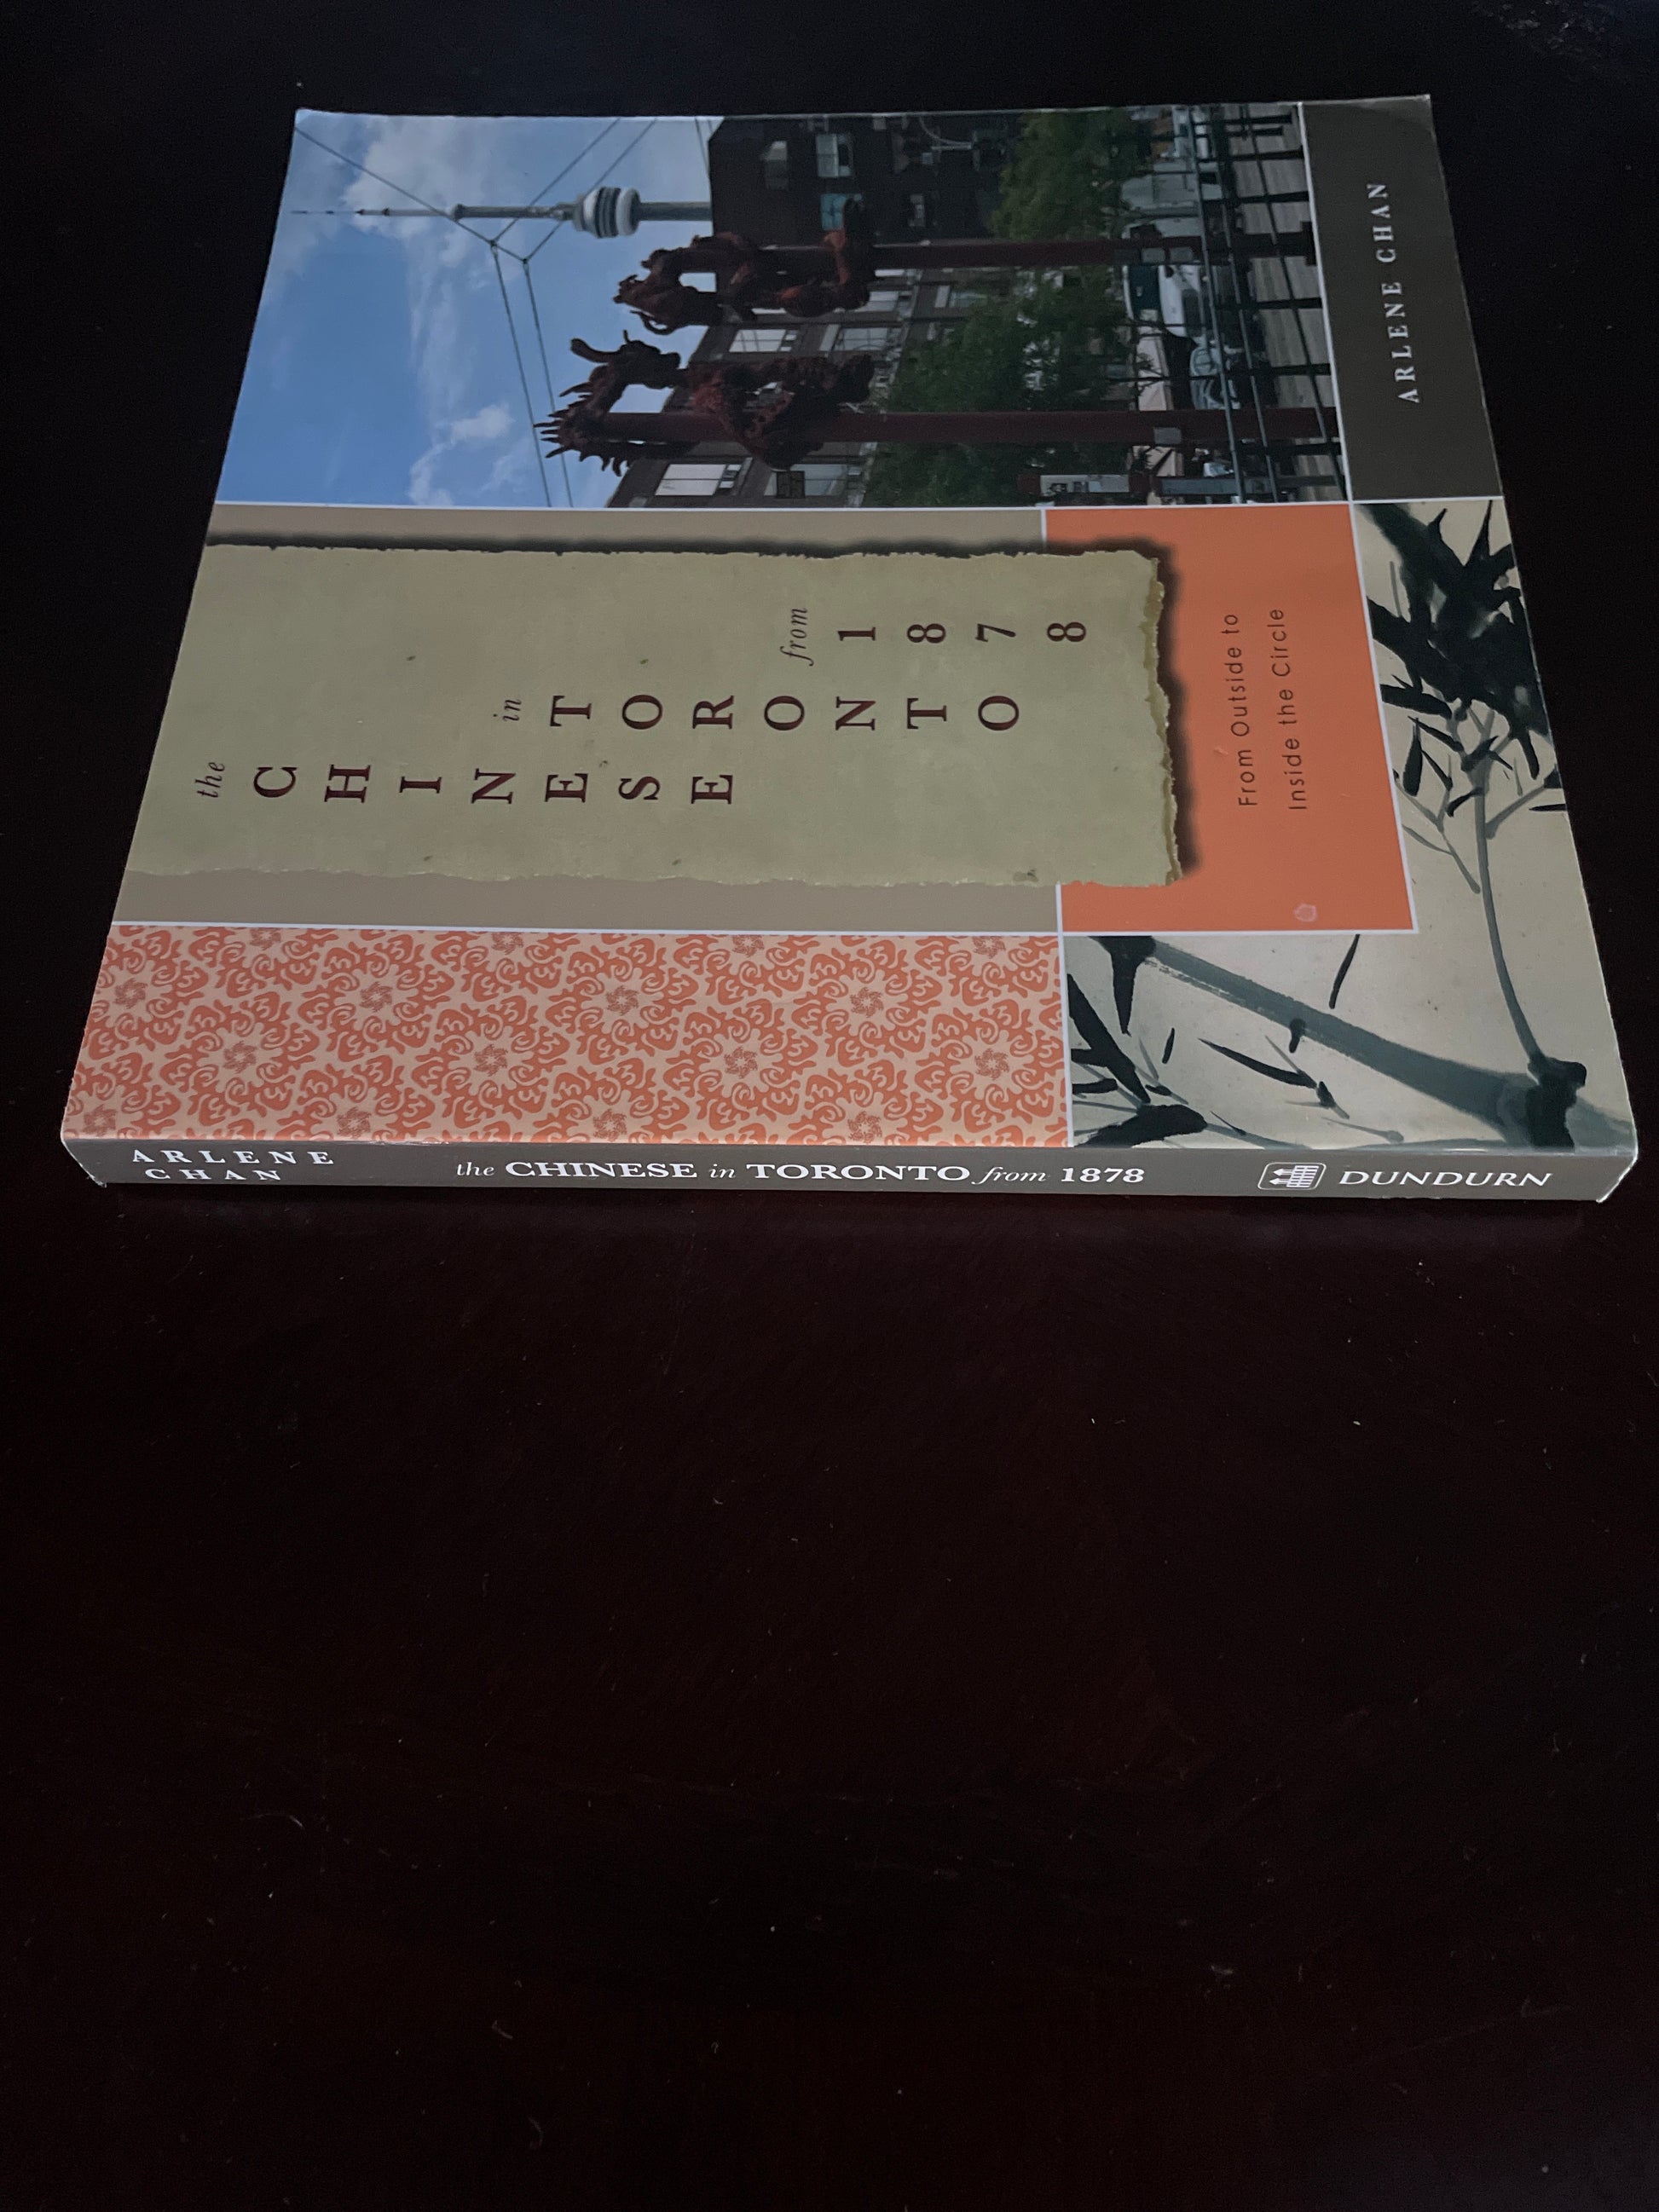 the
CHINESE
in
TORONTO
from
1878
From Outside to
Inside the Circle
ARLENE CHAN
ARLENE
CHAN
the CHINESE in TORONTO from 1878
DUNDURN